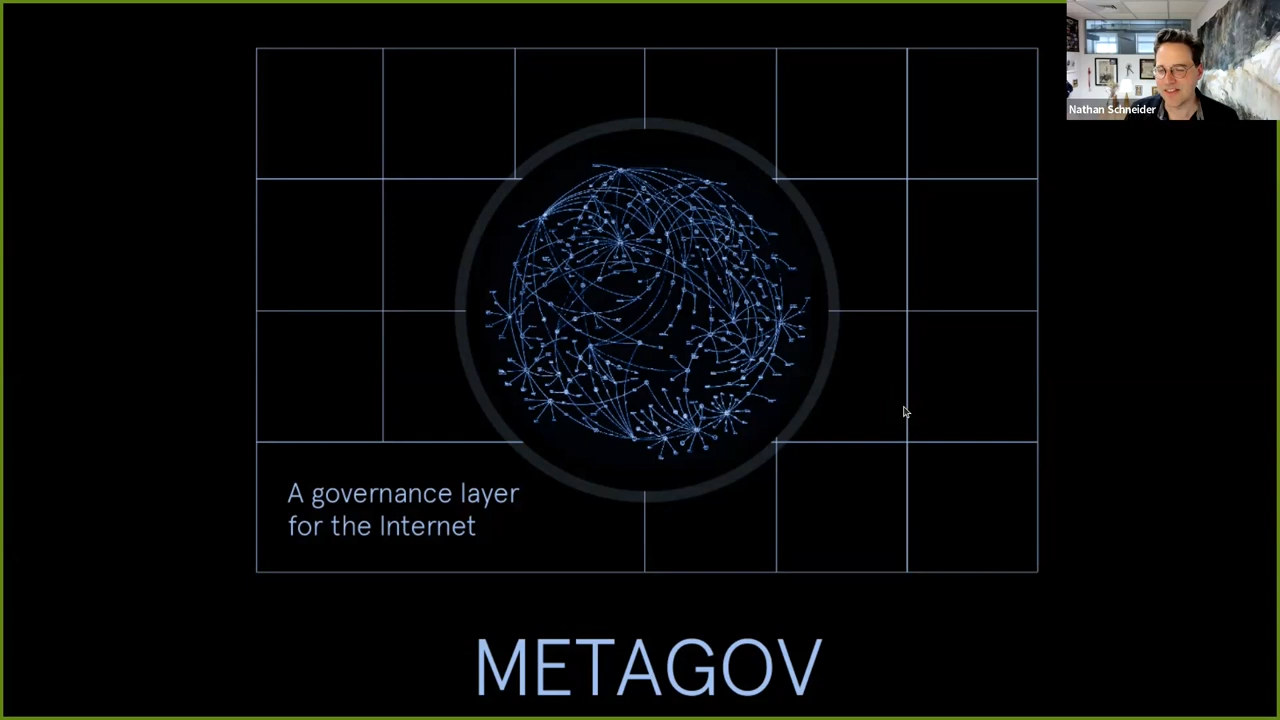 Nathan Schneider
A governance layer
for the Internet
METAGOV